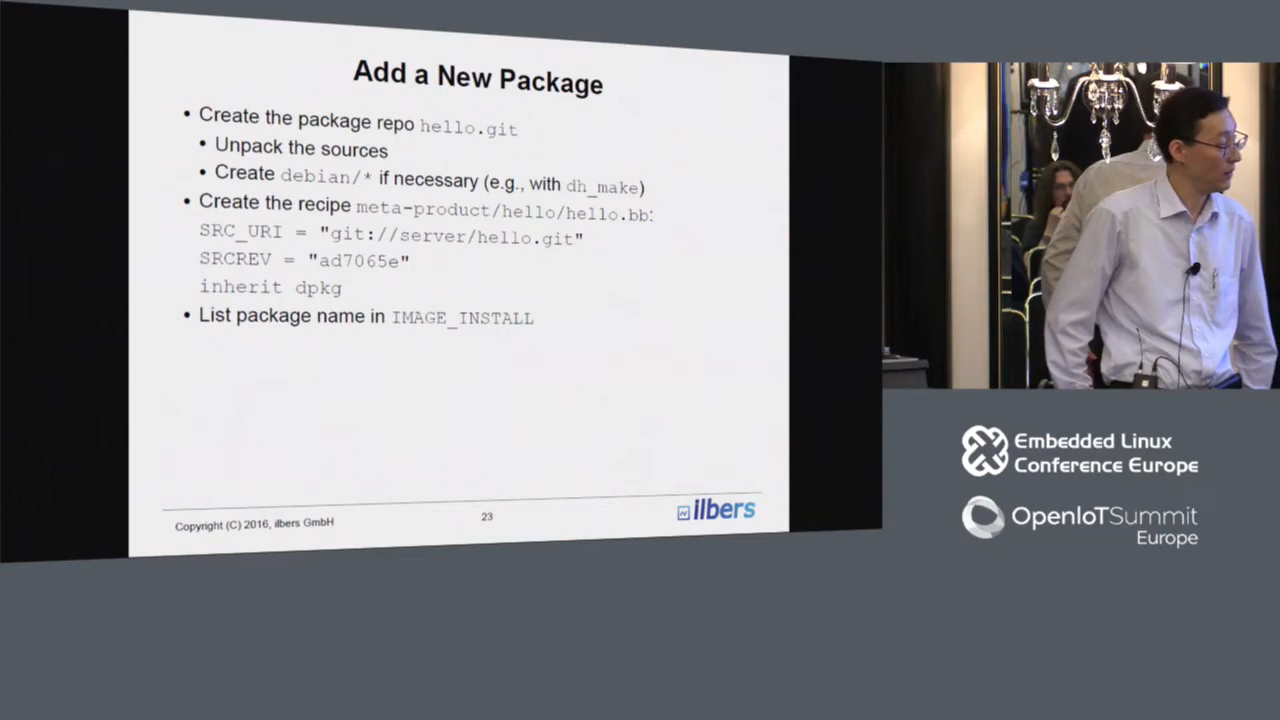 Add a New Package
• Create the package repo hello.git
• Unpack the sources
• Create debian/* if necessary (e.g., with dh_make)
• Create the recipe meta-product/hello/hello.bb:
SRC_URI = "git://server/hello.git"
SRCREV = "ad7065e"
inherit dpkg
• List package name in IMAGE_INSTALL
Copyright (C) 2016, ilbers GmbH
23
ilbers
Embedded Linux
Conference Europe
OpenIoTSummit
Europe